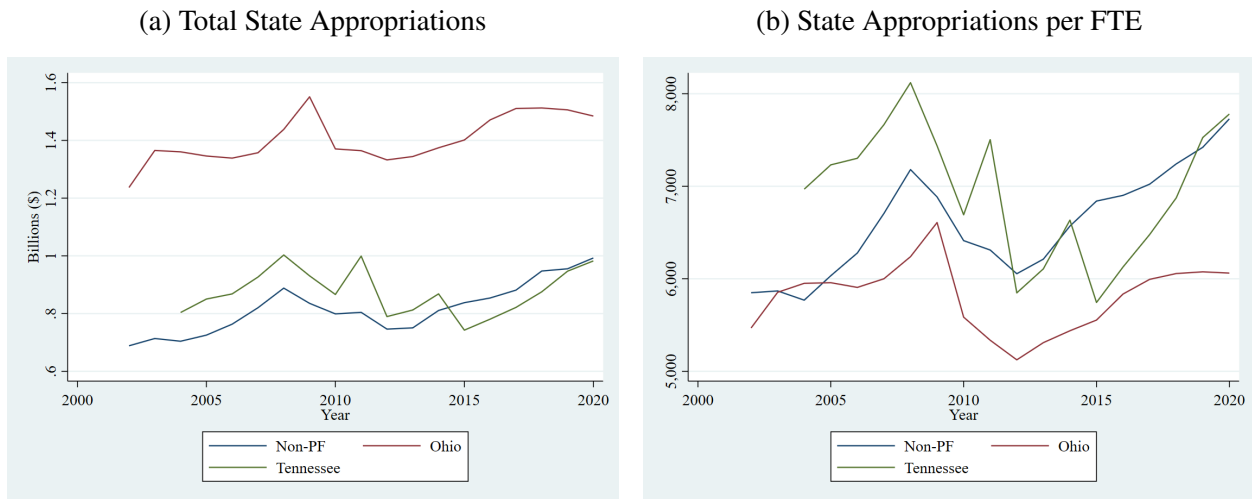 (a) Total State Appropriations
Billions ($)
1.6
1.4
1.2
1
.8
.6
2000 2005 2010 2015 2020
Year
Non-PF Ohio
Tennessee
(b) State Appropriations per FTE
8,000
7,000
6,000
5,000
2000 2005 2010 2015 2020
Year
Non-PF Ohio
Tennessee